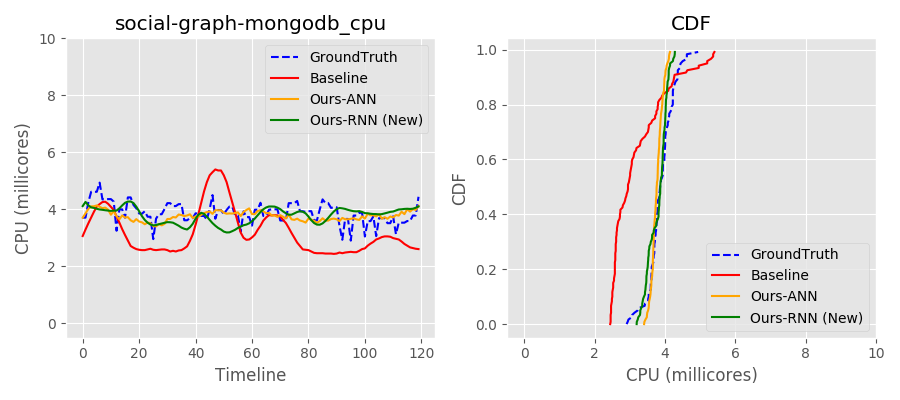 social-graph-mongodb_cpu
CPU (millicores)
10
8
6
4
2
0
GroundTruth
Baseline
Ours-ANN
Ours-RNN (New)
0 20 40 60 80 100 120
Timeline
CDF
CDF
1.0
0.8
0.6
0.4
0.2
0.0
GroundTruth
Baseline
Ours-ANN
Ours-RNN (New)
0 2 4 6 8 10
CPU (millicores)